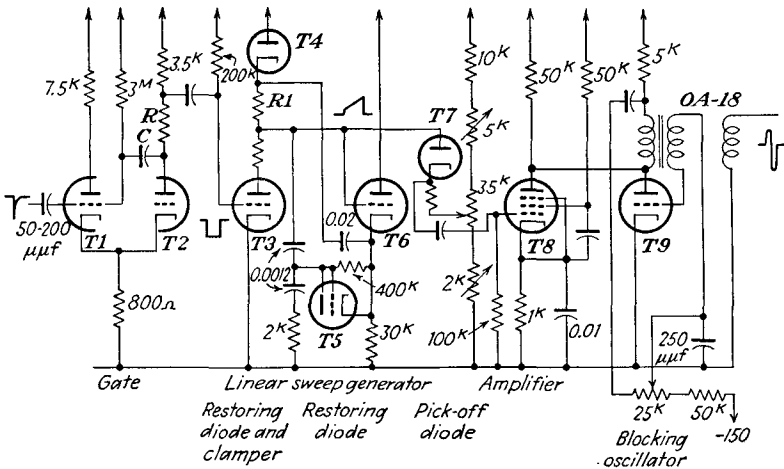 T4
7.5K
3M
3.5K
200K
R
C
R1
10K
5K
50K
50K
5K
OA-18
T7
35K
50-200
μμf
T1
T2
T3
0.02
T6
T8
T9
0.0012
400K
2K
800Ω
2K
T5
30K
100K
1K
0.01
250
μμf
Gate
Linear sweep generator
Amplifier
Restoring
diode and
clamper
Restoring
diode
Pick-off
diode
25K
50K
-150
Blocking
oscillator